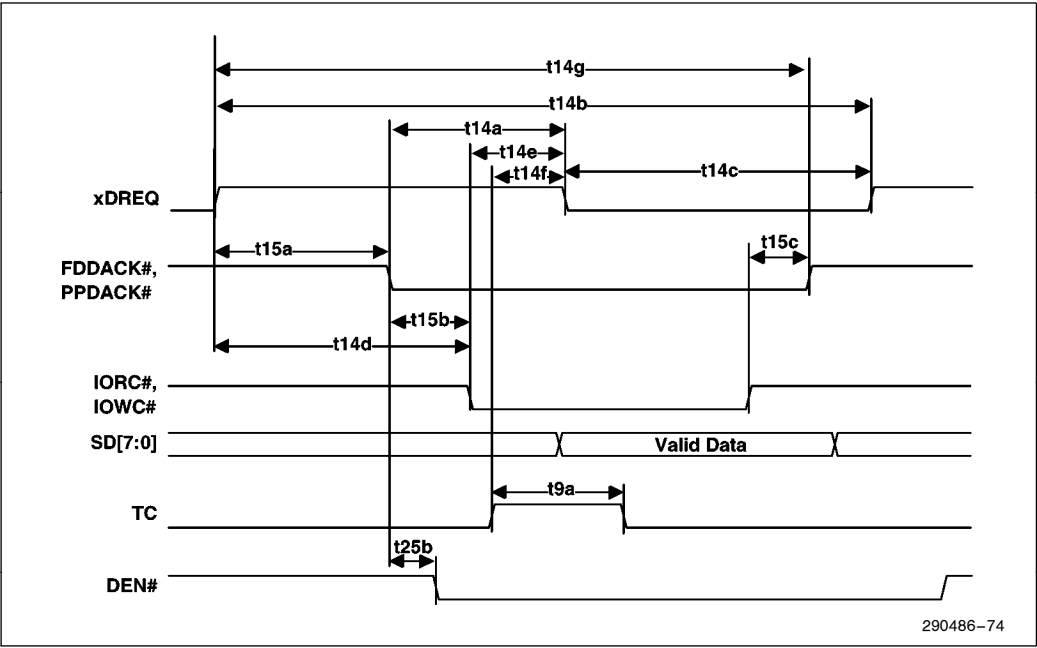 t14g
t14b
t14a
t14e
t14f
t14c
xDREQ
t15a
t15c
FDDACK#,
PPDACK#
t15b
t14d
IORC#,
IOWC#
SD[7:0]
Valid Data
t9a
TC
t25b
DEN#
290486–74